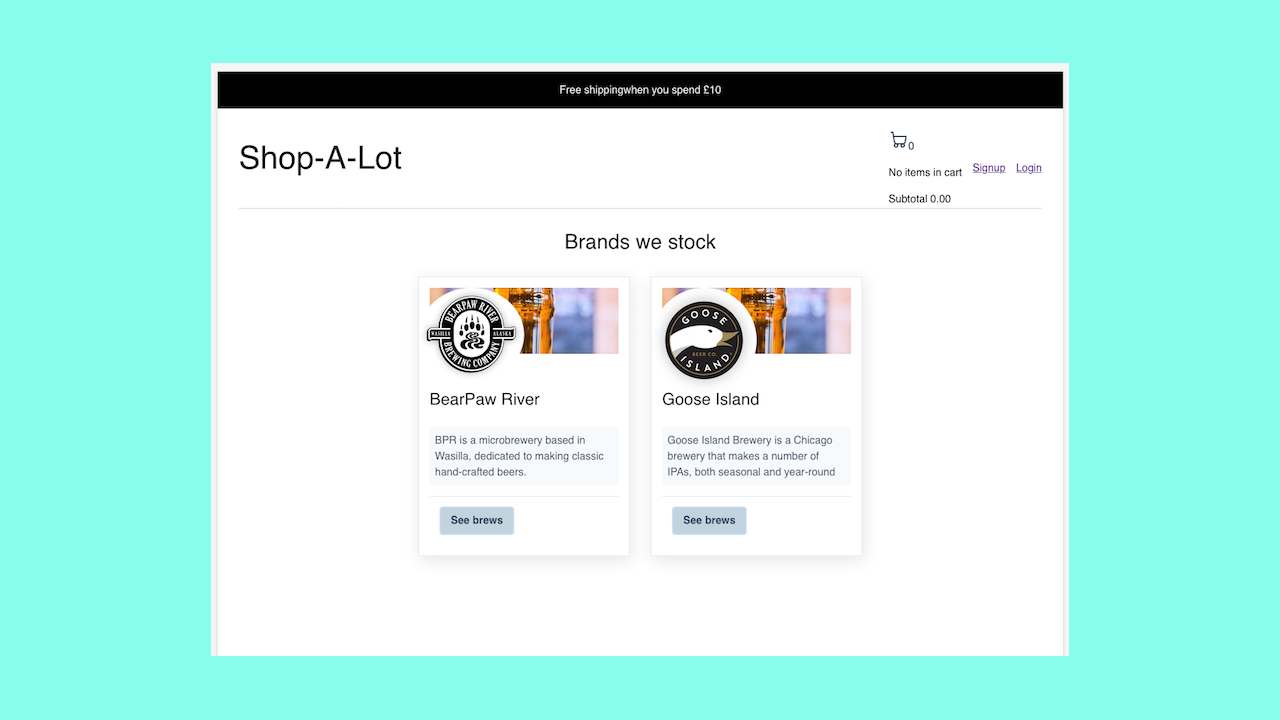 Free shippingwhen you spend £10
Shop-A-Lot
0
No items in cart
Signup
Login
Subtotal 0.00
Brands we stock
BEARPAW RIVER
WASILLA
ALASKA
BREWING COMPANY
BearPaw River
BPR is a microbrewery based in
Wasilla, dedicated to making classic
hand-crafted beers.
See brews
GOOSE
BEER CO.
ISLAND
Goose Island
Goose Island Brewery is a Chicago
brewery that makes a number of
IPAs, both seasonal and year-round
See brews